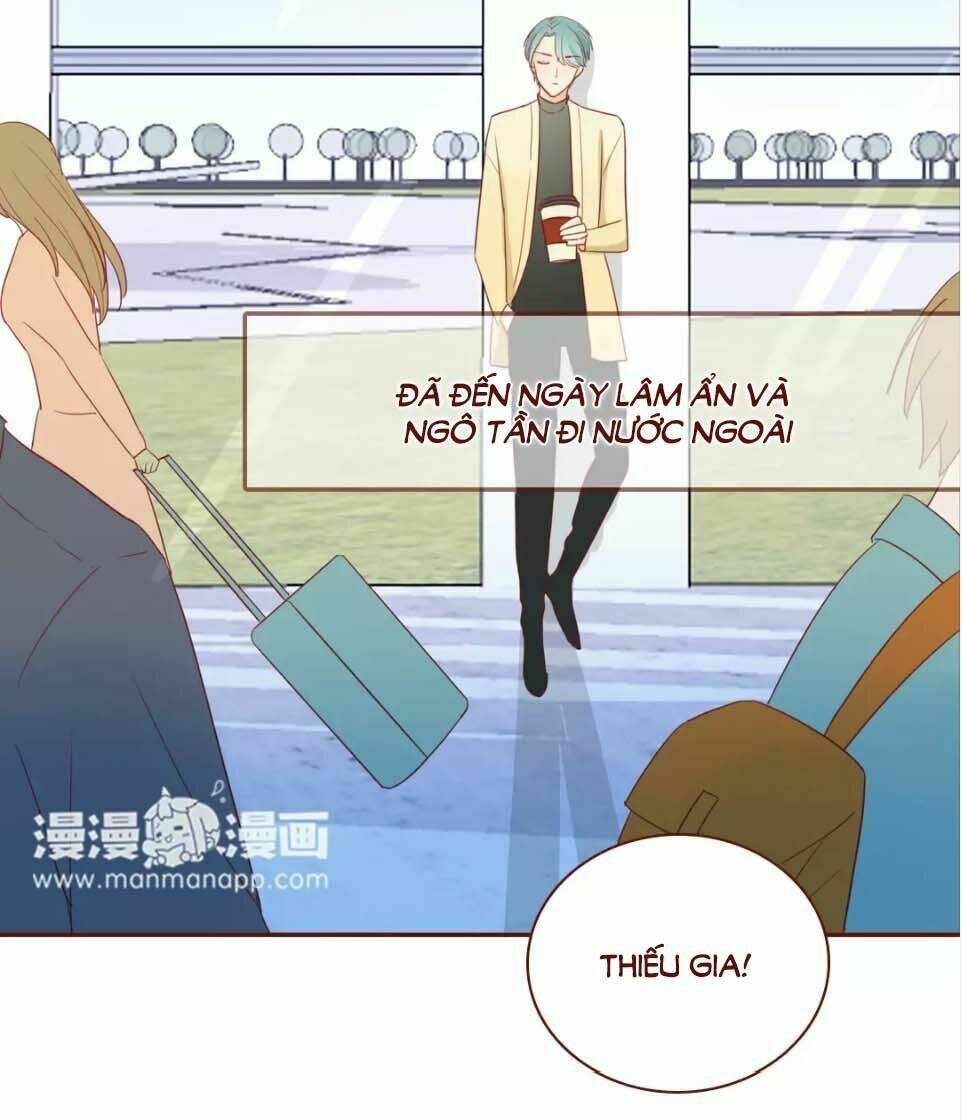 ĐÃ ĐẾN NGÀY LÂM ẨN VÀ
NGÔ TẦN ĐI NƯỚC NGOÀI
漫漫漫画
www.manmanapp.com
THIẾU GIA!